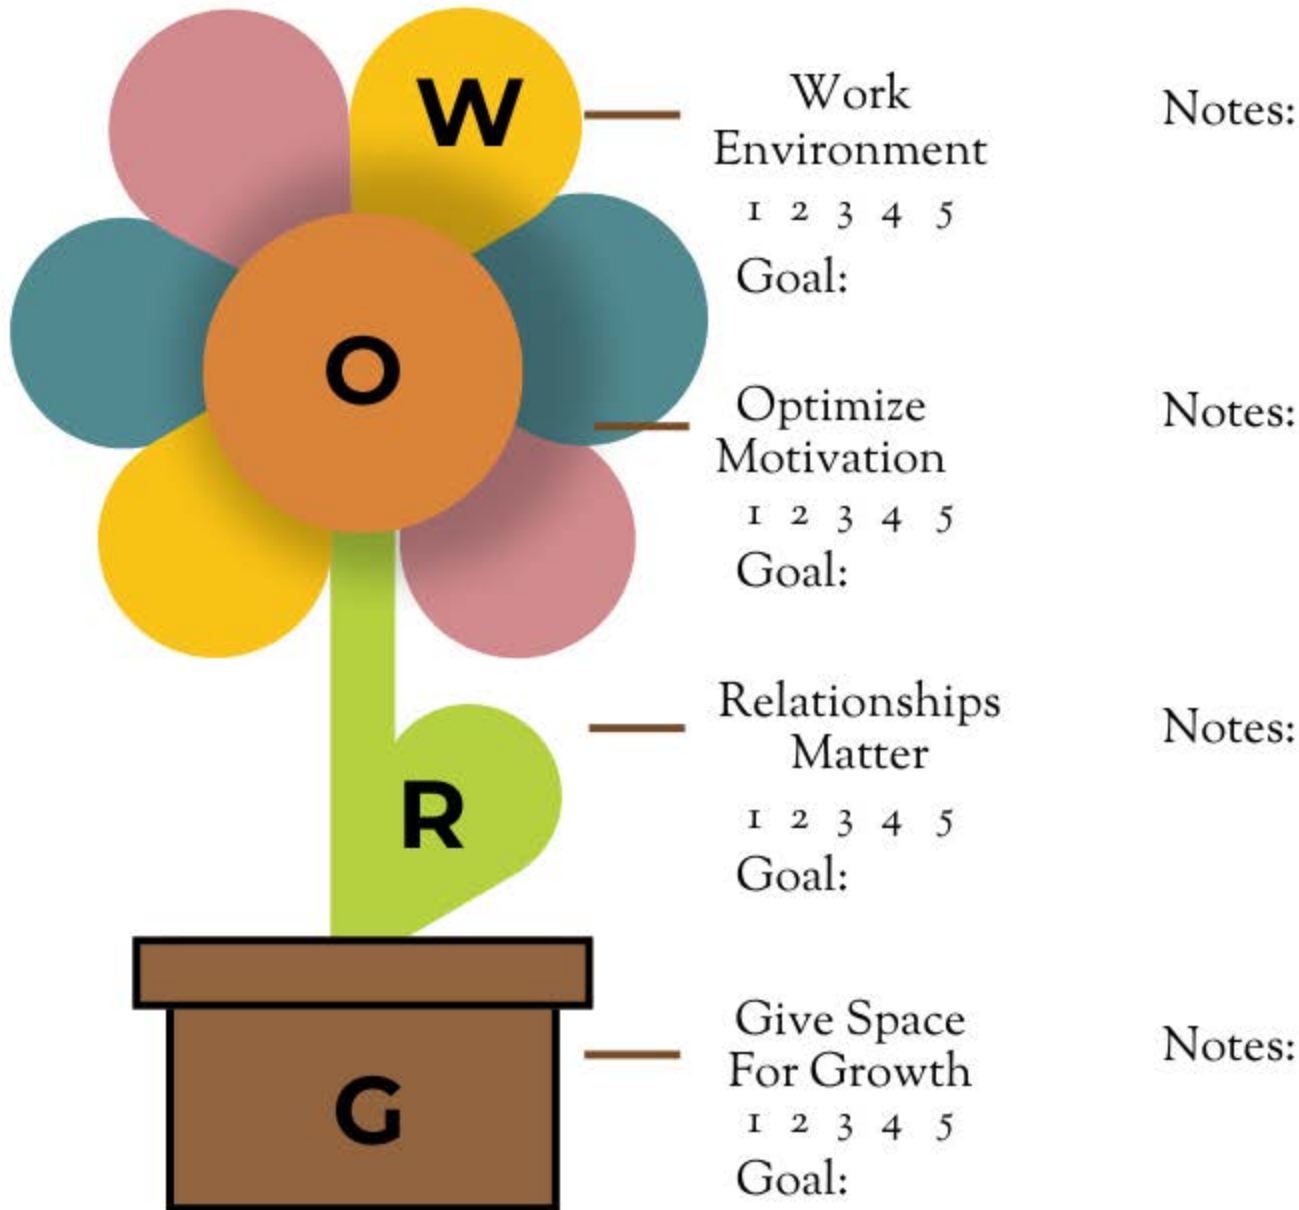 W
Work
Environment
Notes:
1 2 3 4 5
Goal:
O
Optimize
Motivation
Notes:
1 2 3 4 5
Goal:
R
Relationships
Matter
Notes:
1 2 3 4 5
Goal:
G
Give Space
For Growth
Notes:
1 2 3 4 5
Goal: